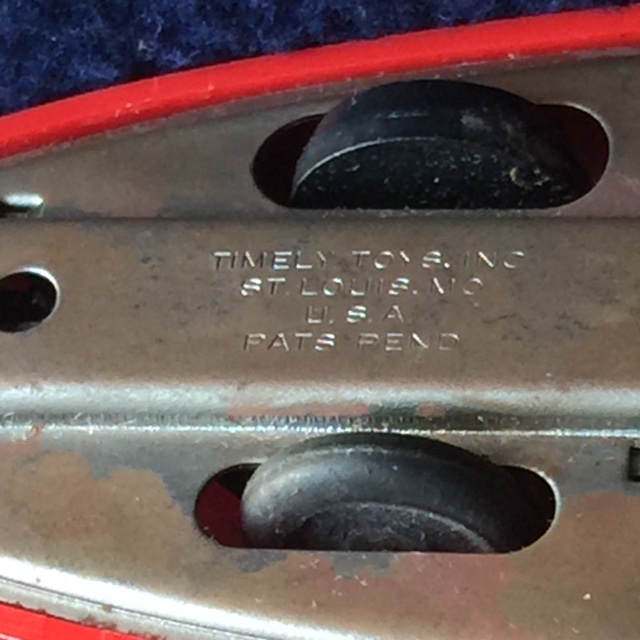 TIMELY TOYS, INC
ST. LOUIS, MO
U.S.A
PATS PEND